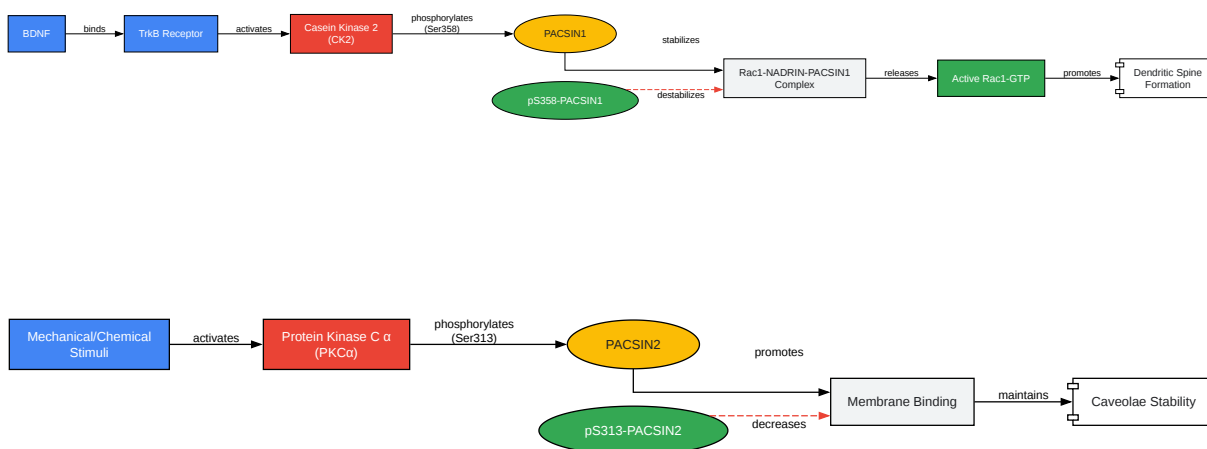 BDNF
binds
TrkB Receptor
activates
Casein Kinase 2
(CK2)
phosphorylates
(Ser358)
PACSIN1
stabilizes
pS358-PACSIN1
destabilizes
Rac1-NADRIN-PACSIN1
Complex
releases
Active Rac1-GTP
promotes
Dendritic Spine
Formation
Mechanical/Chemical
Stimuli
activates
Protein Kinase C α
(PKCα)
phosphorylates
(Ser313)
PACSIN2
promotes
pS313-PACSIN2
decreases
Membrane Binding
maintains
Caveolae Stability